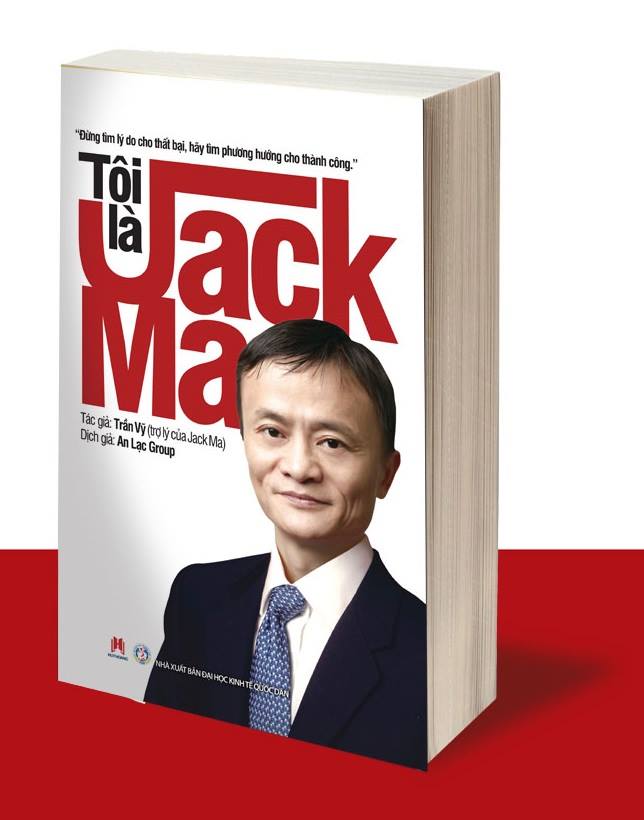 “Đừng tìm lý do cho thất bại, hãy tìm phương hướng cho thành công.”
Tôi
là
Jack
Ma
Tác giả: Trần Vỹ (trợ lý của Jack Ma)
Dịch giả: An Lạc Group
HUYHOANG
NHÀ XUẤT BẢN ĐẠI HỌC KINH TẾ QUỐC DÂN